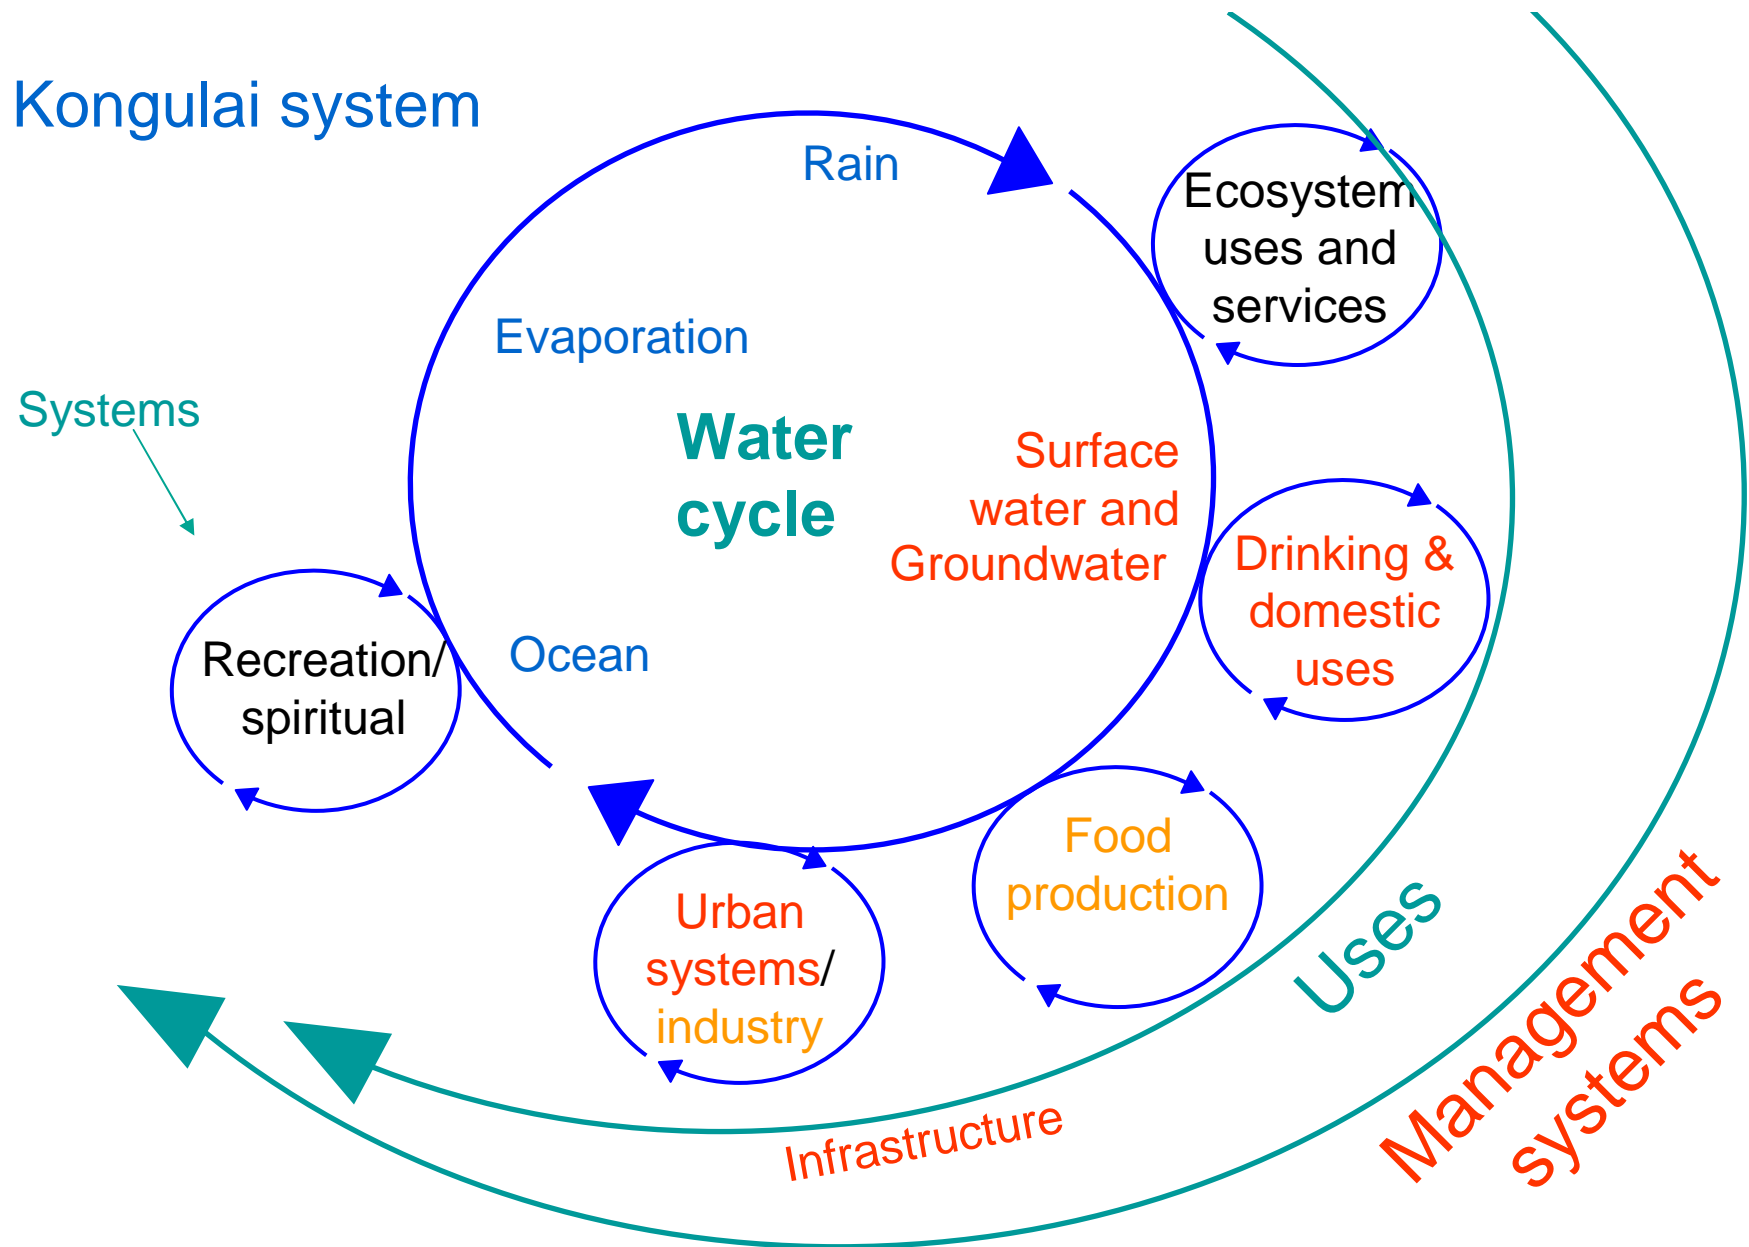 Kongulai system
Rain
Ecosystem
uses and
services
Evaporation
Systems
Water
cycle
Surface
water and
Groundwater
Drinking &
domestic
uses
Recreation/
spiritual
Ocean
Food
production
Urban
systems/
industry
Uses
Management
systems
Infrastructure